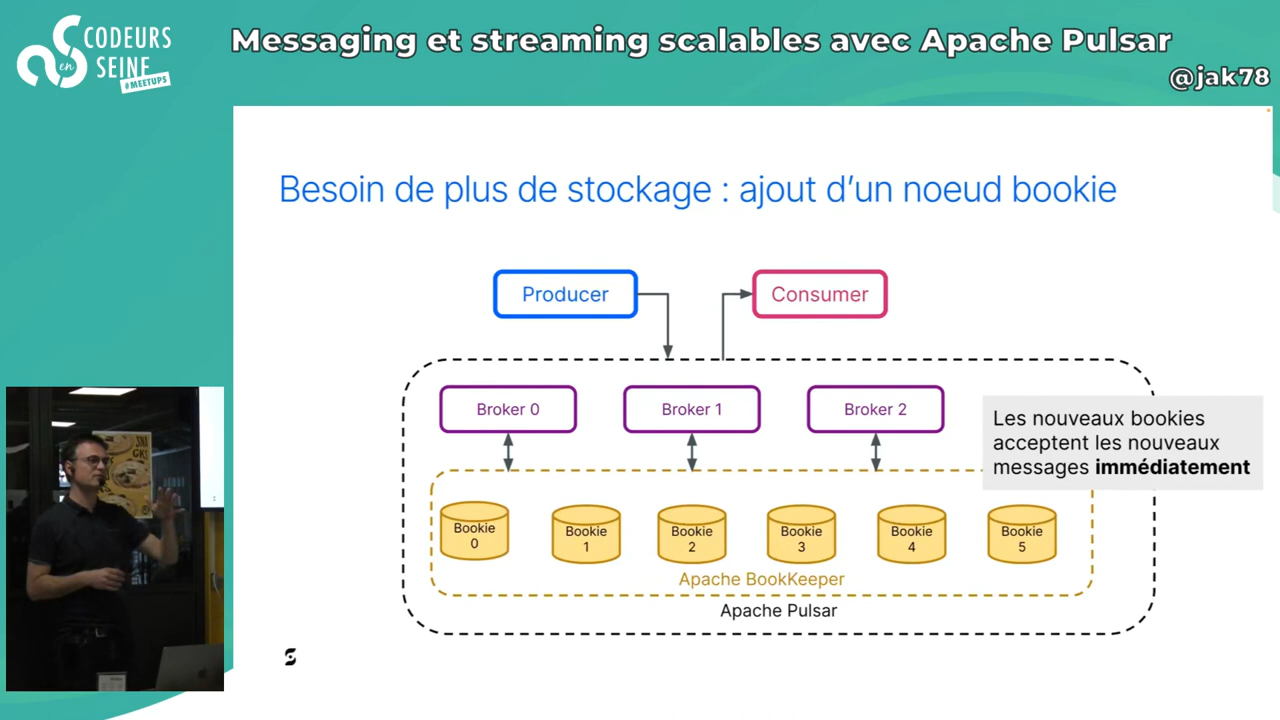 CODEURS
en
SEINE
#MEETUPS
Messaging et streaming scalables avec Apache Pulsar
@jak78
Besoin de plus de stockage : ajout d’un noeud bookie
Producer
Consumer
Broker 0
Broker 1
Broker 2
Les nouveaux bookies
acceptent les nouveaux
messages immédiatement
Bookie
0
Bookie
1
Bookie
2
Bookie
3
Bookie
4
Bookie
5
Apache BookKeeper
Apache Pulsar